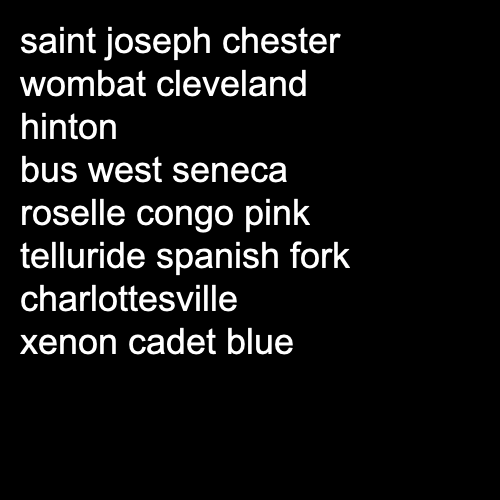 saint joseph chester
wombat cleveland
hinton
bus west seneca
roselle congo pink
telluride spanish fork
charlottesville
xenon cadet blue